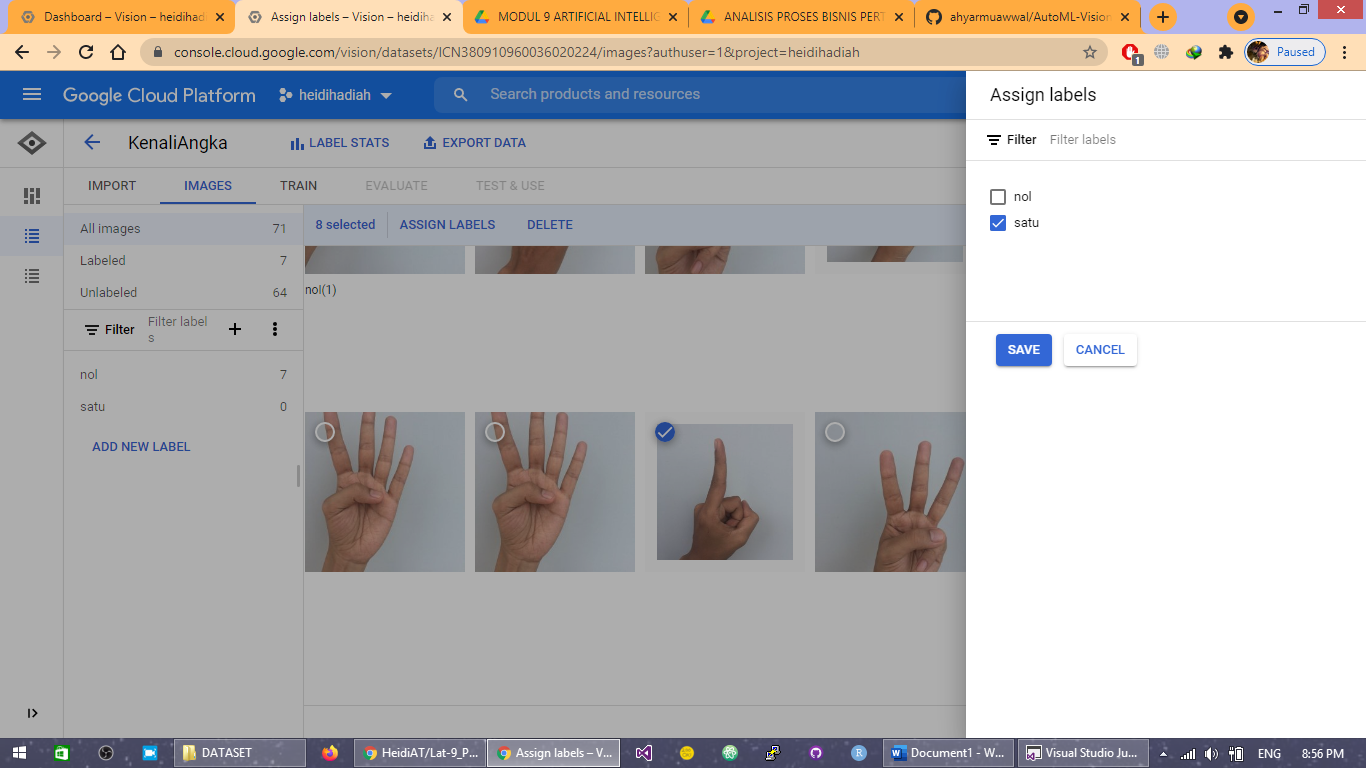 Dashboard – Vision – heidihad
Assign labels – Vision – heidiha
MODUL 9 ARTIFICIAL INTELLIG
ANALISIS PROSES BISNIS PERT
ahyarmuawwal/AutoML-Vision
console.cloud.google.com/vision/datasets/ICN380910960036020224/images?authuser=1&project=heidihadiah
1
Paused
Google Cloud Platform
heidihadiah
Search products and resources
Assign labels
Filter
Filter labels
nol
satu
SAVE
CANCEL
KenaliAngka
LABEL STATS
EXPORT DATA
IMPORT
IMAGES
TRAIN
EVALUATE
TEST & USE
All images 71
Labeled 7
Unlabeled 64
Filter
Filter label
s
nol 7
satu 0
ADD NEW LABEL
8 selected
ASSIGN LABELS
DELETE
nol(1)
DATASET
HeidiAT/Lat-9_P...
Assign labels – V...
Document1 - W...
Visual Studio Ju...
ENG
8:56 PM